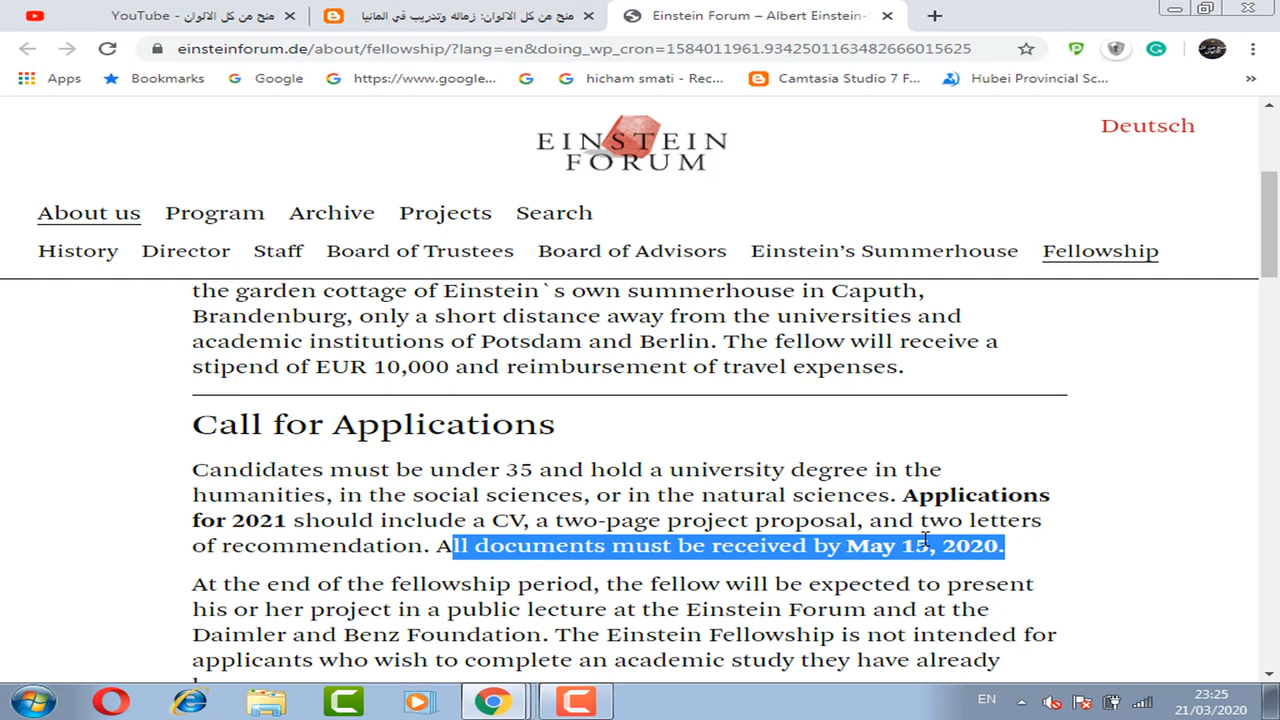 منح من كل الالوان - YouTube
منح من كل الالوان: زماله وتدريب في المانيا
Einstein Forum – Albert Einstein-
einsteinforum.de/about/fellowship/?lang=en&doing_wp_cron=1584011961.9342501163482666015625
Apps
Bookmarks
Google
https://www.google...
hicham smati - Rec...
Camtasia Studio 7 F...
Hubei Provincial Sc...
»
EINSTEIN
FORUM
Deutsch
About us Program Archive Projects Search
History Director Staff Board of Trustees Board of Advisors Einstein's Summerhouse Fellowship
the garden cottage of Einstein`s own summerhouse in Caputh,
Brandenburg, only a short distance away from the universities and
academic institutions of Potsdam and Berlin. The fellow will receive a
stipend of EUR 10,000 and reimbursement of travel expenses.
Call for Applications
Candidates must be under 35 and hold a university degree in the
humanities, in the social sciences, or in the natural sciences. Applications
for 2021 should include a CV, a two-page project proposal, and two letters
of recommendation. All documents must be received by May 15, 2020.
At the end of the fellowship period, the fellow will be expected to present
his or her project in a public lecture at the Einstein Forum and at the
Daimler and Benz Foundation. The Einstein Fellowship is not intended for
applicants who wish to complete an academic study they have already
EN
23:25
21/03/2020